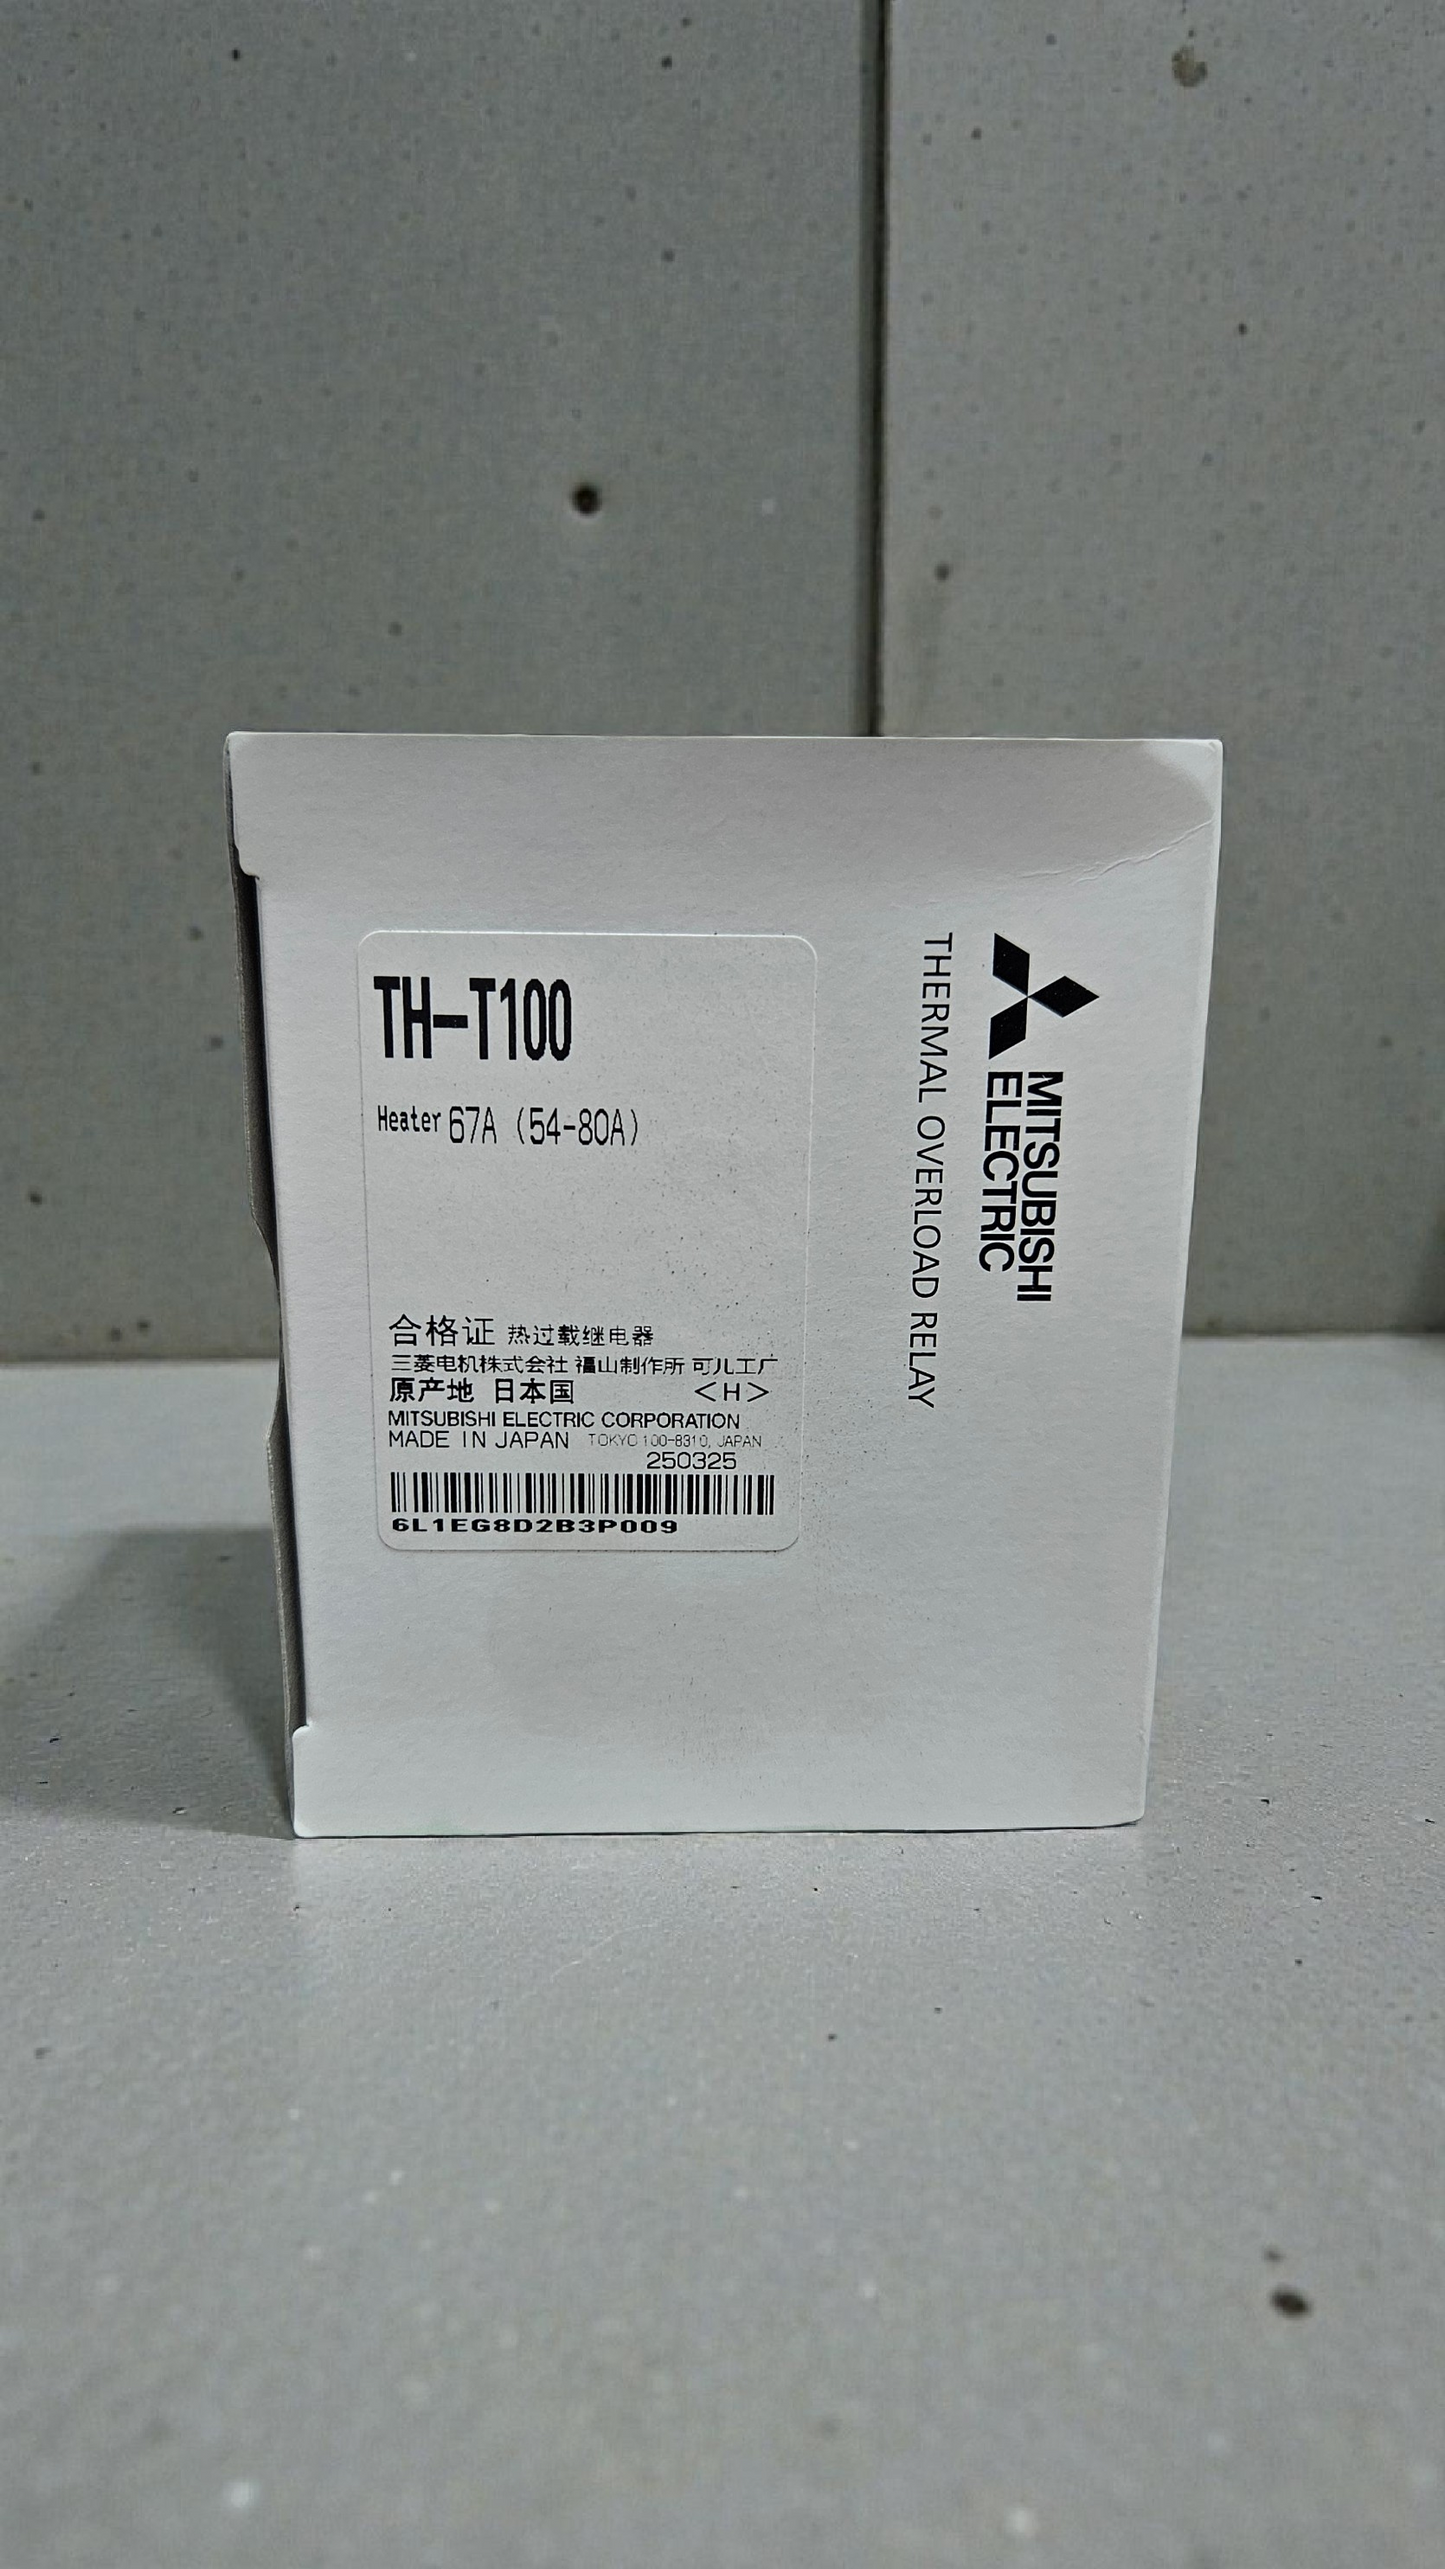 TH-T100
Heater 67A (54-80A)
合格证 热过载继电器
三菱电机株式会社 福山制作所 可儿工厂
原产地 日本国 <H>
MITSUBISHI ELECTRIC CORPORATION
MADE IN JAPAN TOKYO 100-8310, JAPAN
250325
6L1EG8D2B3P009
MITSUBISHI
ELECTRIC
THERMAL OVERLOAD RELAY